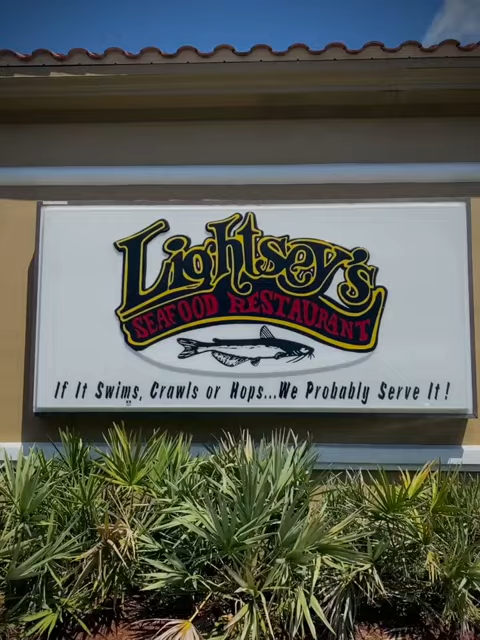 Lightsey's
SEAFOOD RESTAURANT
If It Swims, Crawls or Hops...We Probably Serve It!